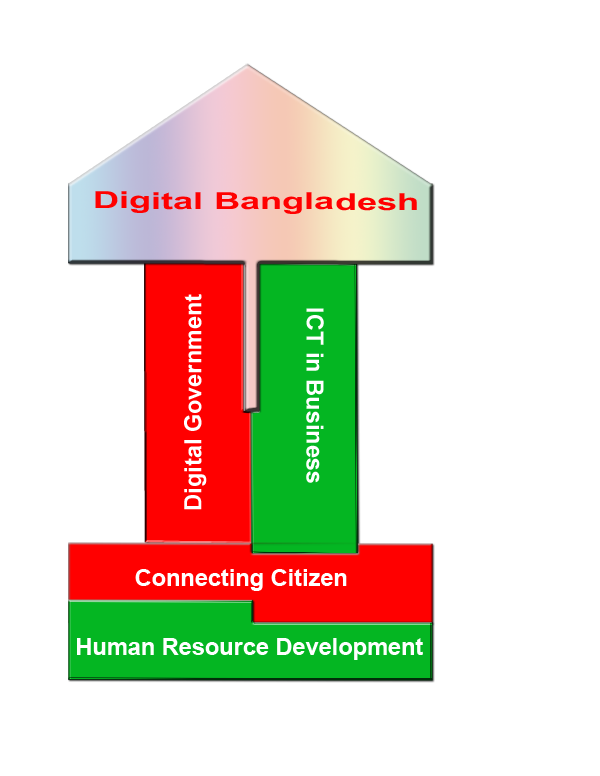 Digital Bangladesh
Digital Government
ICT in Business
Connecting Citizen
Human Resource Development